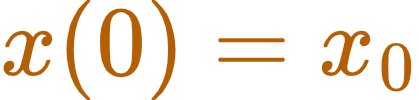 x(0) = x₀